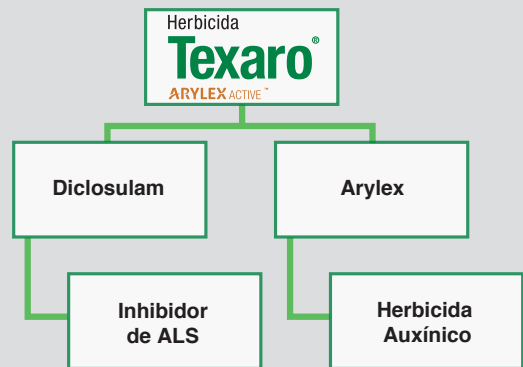 Herbicida
Texaro®
ARYLEX ACTIVE™
Diclosulam
Arylex
Inhibidor
de ALS
Herbicida
Auxínico